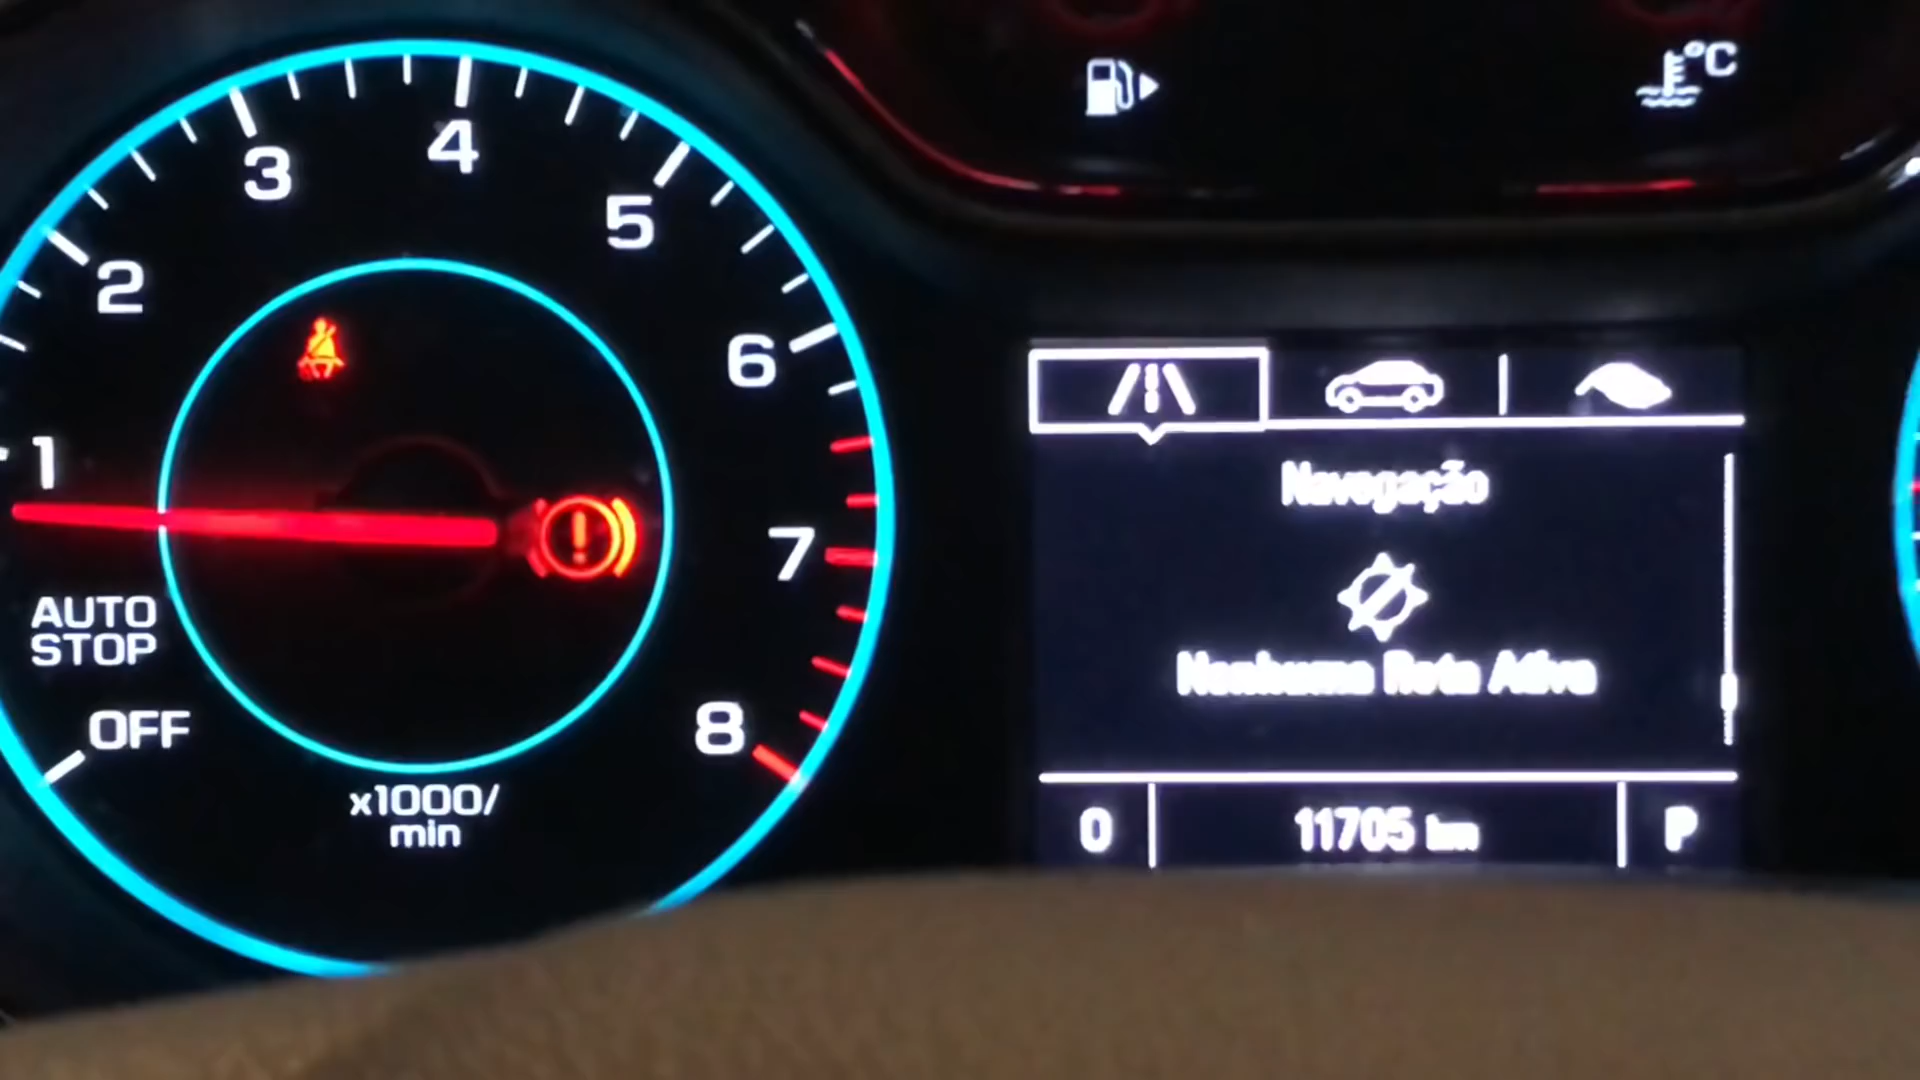 °C
4
3
5
2
6
1
7
AUTO
STOP
8
OFF
x1000/
min
Navegação
Nenhuma Rota Ativa
0
11705 km
P